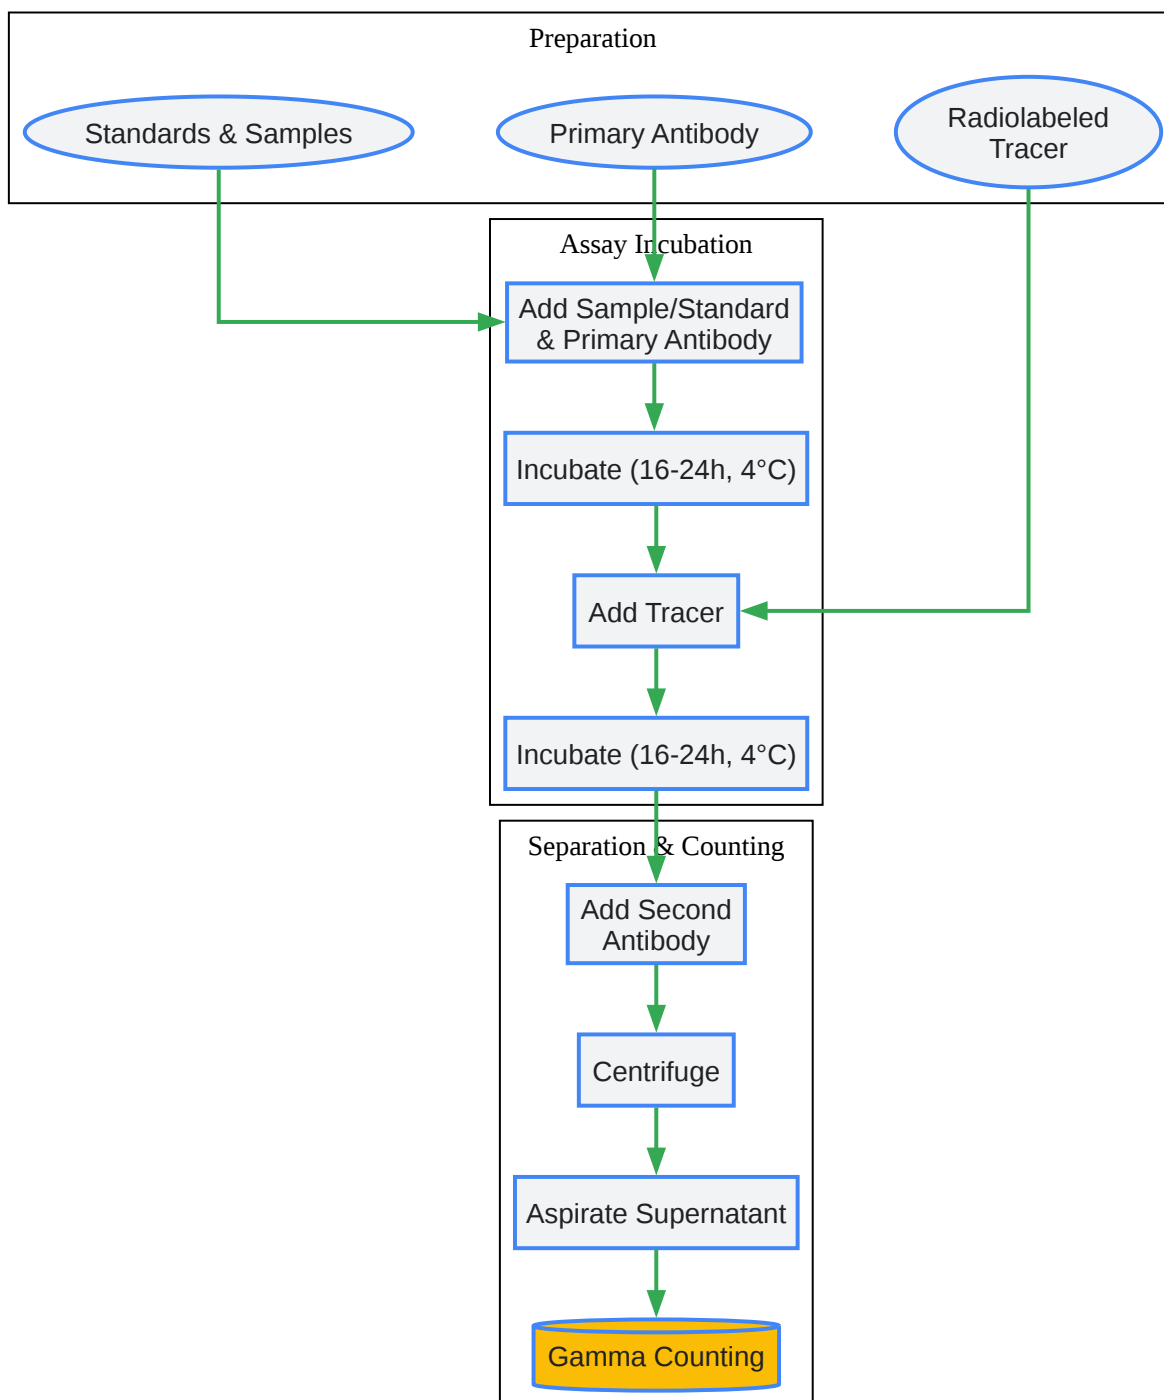 Preparation
Standards & Samples
Primary Antibody
Radiolabeled
Tracer
Assay Incubation
Add Sample/Standard
& Primary Antibody
Incubate (16-24h, 4°C)
Add Tracer
Incubate (16-24h, 4°C)
Separation & Counting
Add Second
Antibody
Centrifuge
Aspirate Supernatant
Gamma Counting